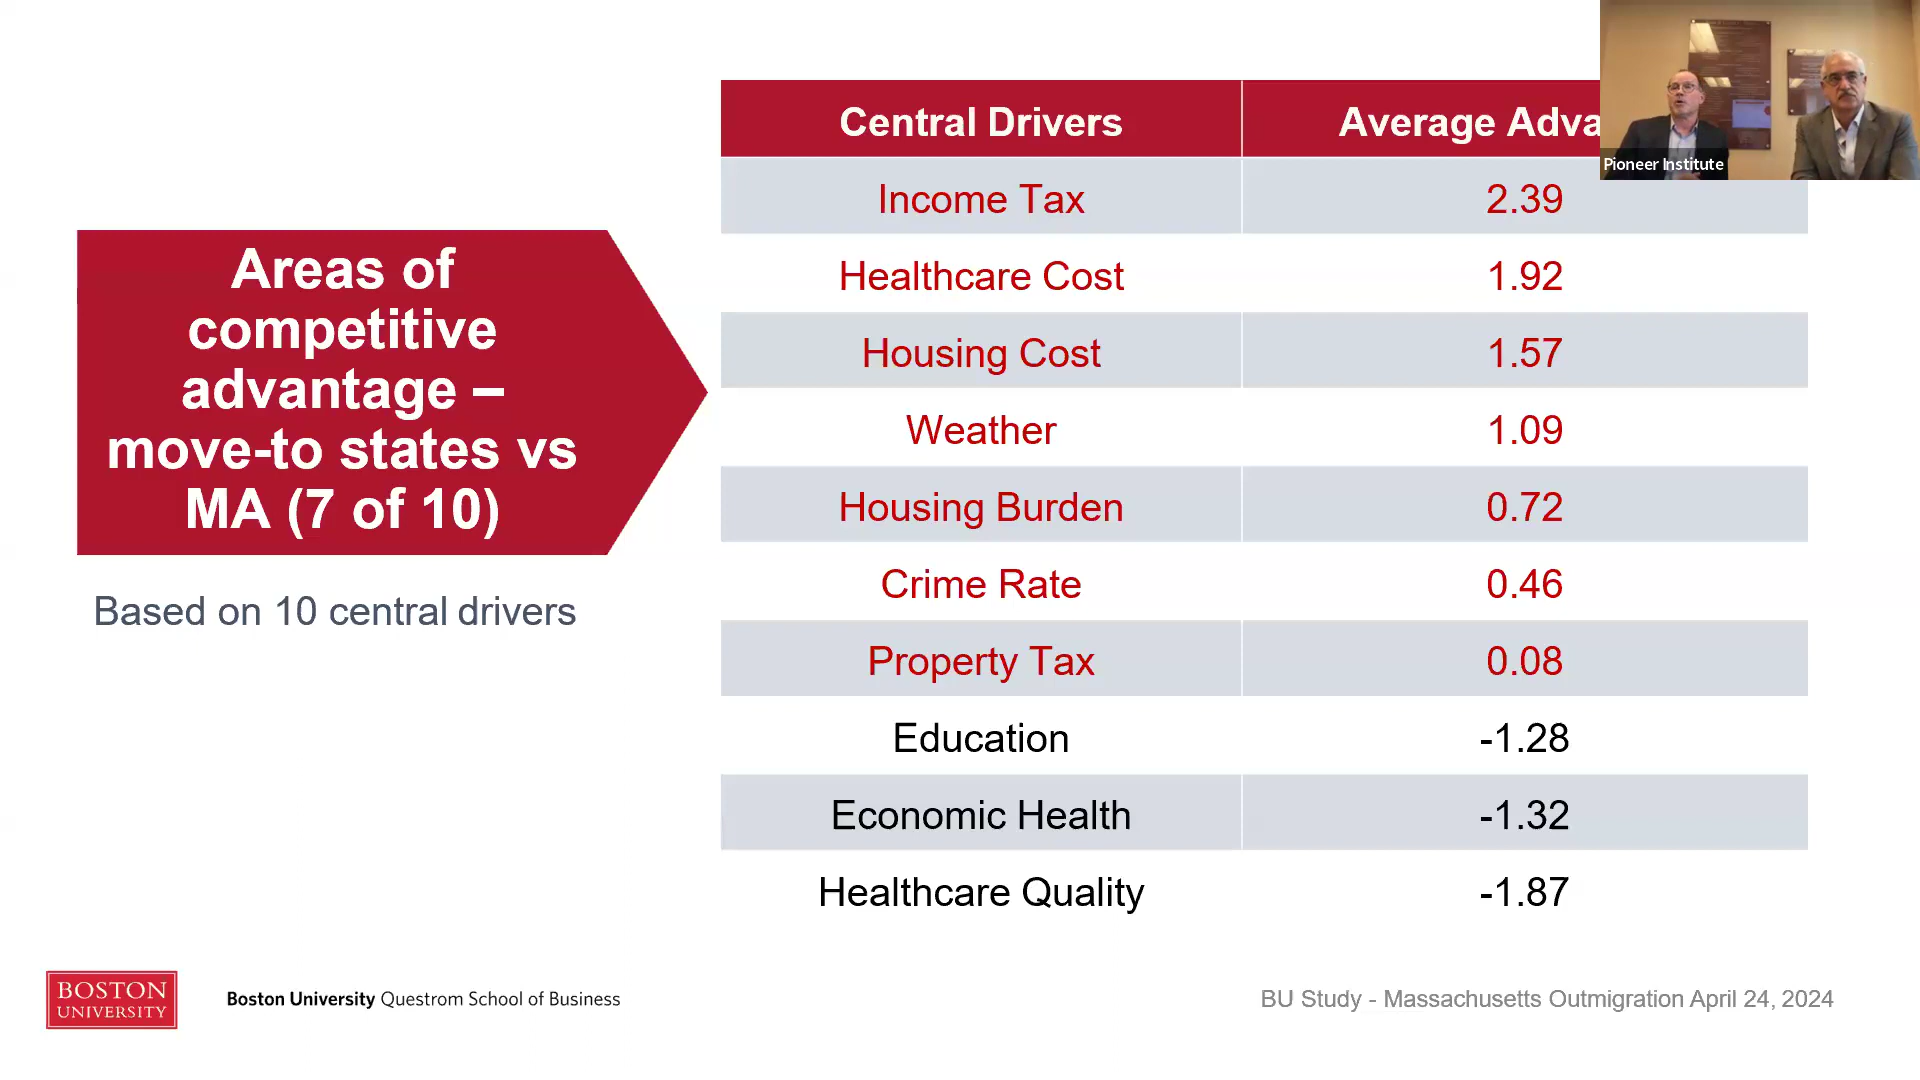 Areas of
competitive
advantage –
move-to states vs
MA (7 of 10)
Based on 10 central drivers
Central Drivers
Average Adva
Income Tax
2.39
Healthcare Cost
1.92
Housing Cost
1.57
Weather
1.09
Housing Burden
0.72
Crime Rate
0.46
Property Tax
0.08
Education
-1.28
Economic Health
-1.32
Healthcare Quality
-1.87
Pioneer Institute
BOSTON
UNIVERSITY
Boston University Questrom School of Business
BU Study - Massachusetts Outmigration April 24, 2024